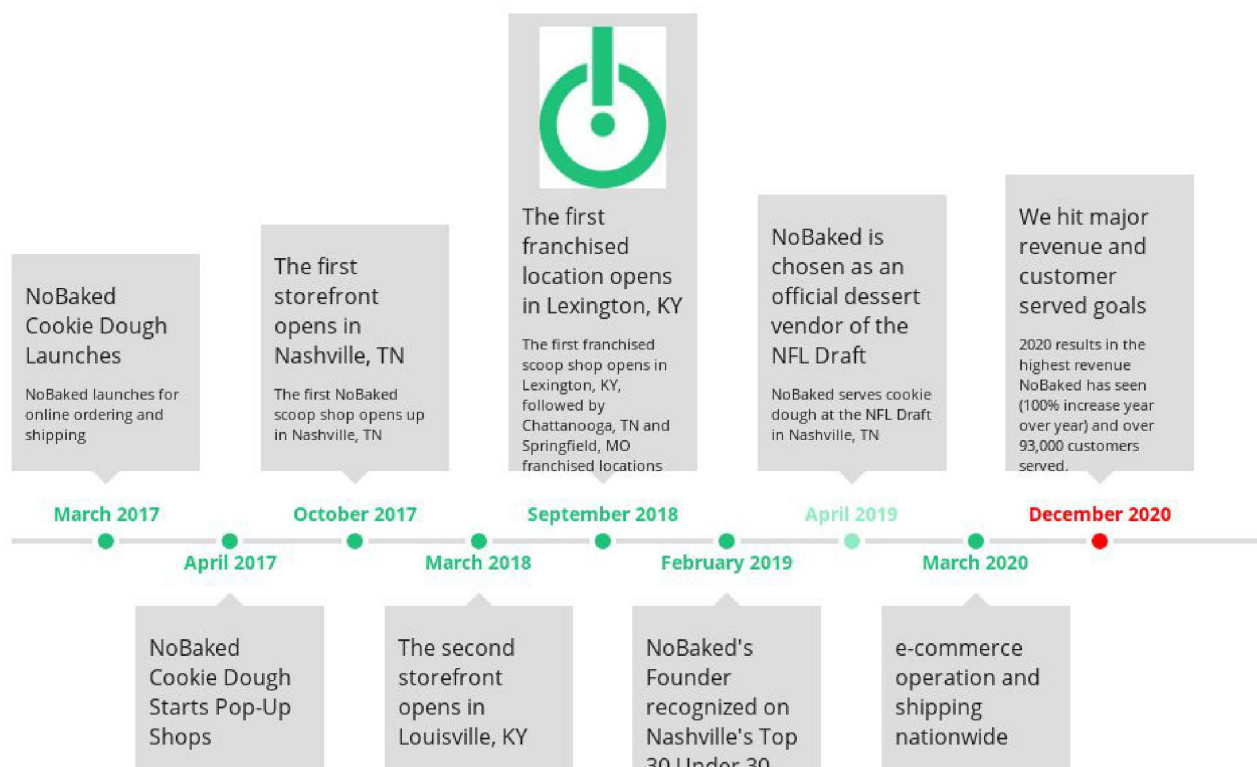 NoBaked
Cookie Dough
Launches
NoBaked launches for
online ordering and
shipping
The first
storefront
opens in
Nashville, TN
The first NoBaked
scoop shop opens up
in Nashville, TN
The first
franchised
location opens
in Lexington, KY
The first franchised
scoop shop opens in
Lexington, KY,
followed by
Chattanooga, TN and
Springfield, MO
franchised locations
NoBaked is
chosen as an
official dessert
vendor of the
NFL Draft
NoBaked serves cookie
dough at the NFL Draft
in Nashville, TN
We hit major
revenue and
customer
served goals
2020 results in the
highest revenue
NoBaked has seen
(100% increase year
over year) and over
93,000 customers
served.
March 2017
October 2017
September 2018
April 2019
December 2020
April 2017
March 2018
February 2019
March 2020
NoBaked
Cookie Dough
Starts Pop-Up
Shops
The second
storefront
opens in
Louisville, KY
NoBaked's
Founder
recognized on
Nashville's Top
30 Under 30
e-commerce
operation and
shipping
nationwide